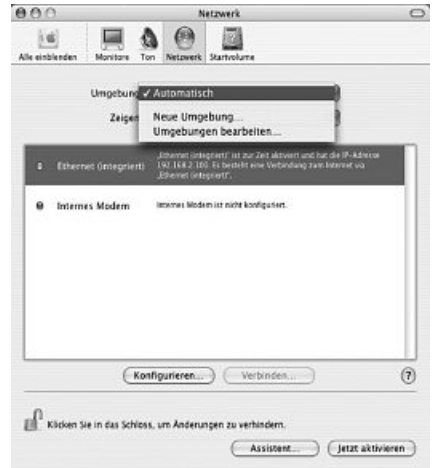 Netzwerk
Alle einblenden Monitore Ton Netzwerk Startvolume
Umgebung ✓ Automatisch
Neue Umgebung...
Zeigen
Umgebungen bearbeiten...
Ethernet (integriert)
„Ethernet (integriert)“ ist zur Zeit aktiviert und hat die IP-Adresse
192.168.2.100. Es besteht eine Verbindung zum Internet via
„Ethernet (integriert)“.
Internes Modem
Internes Modem ist nicht konfiguriert.
Konfigurieren... Verbinden... ?
Klicken Sie in das Schloss, um Änderungen zu verhindern.
Assistent... Jetzt aktivieren